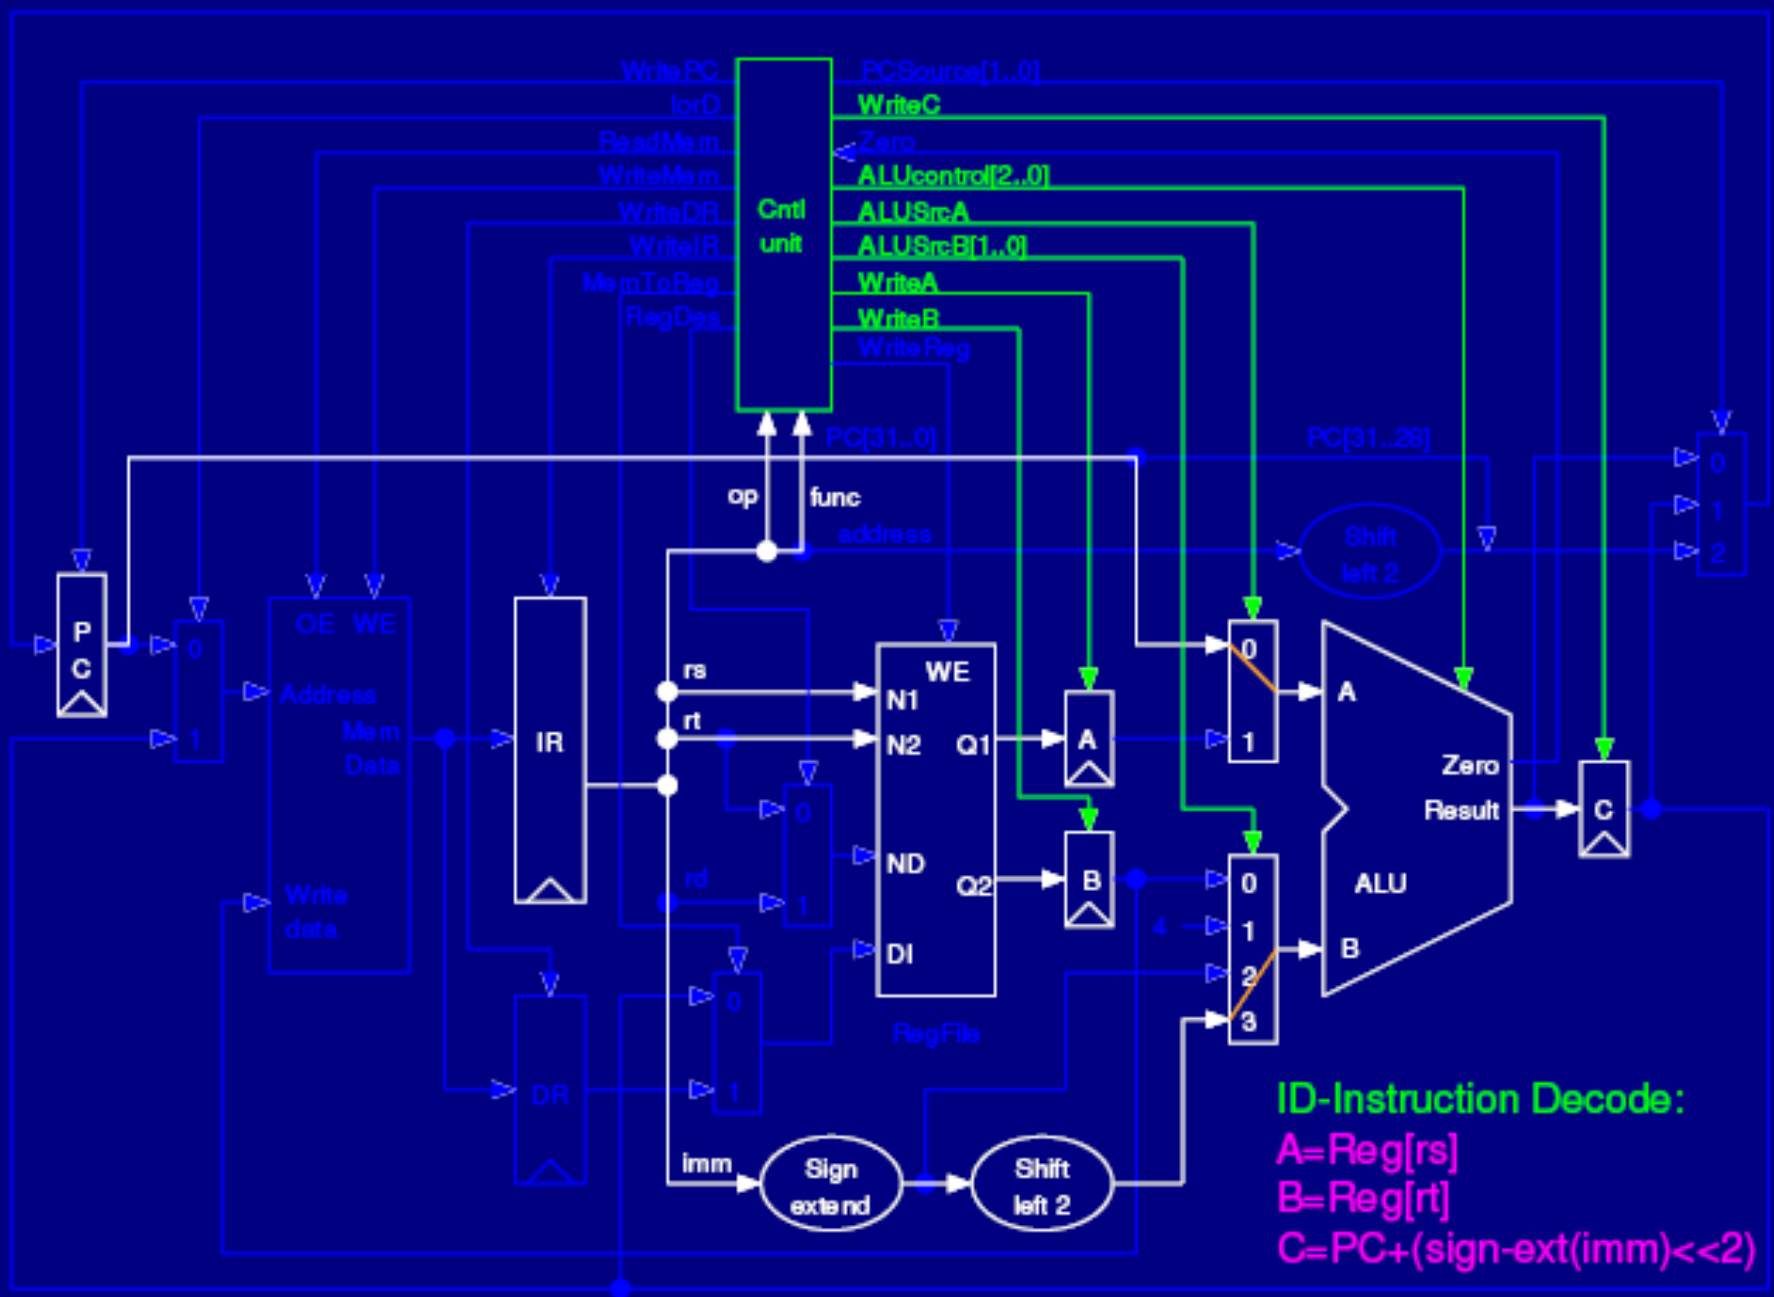 WritePC
PCSource[1..0]
IorD
WriteC
ReadMem
Zero
WriteMem
ALUcontrol[2..0]
WriteDR
Cntl
unit
ALUSrcA
WriteIR
ALUSrcB[1..0]
MemToReg
WriteA
RegDes
WriteB
WriteReg
PC[31..0]
PC[31..28]
0
1
2
op
func
address
Shift
left 2
P
C
0
1
OE WE
Address
Mem
Data
Write
data
IR
rs
rt
rd
imm
0
1
WE
N1
N2
Q1
ND
Q2
DI
RegFile
A
B
0
1
0
4
1
2
3
A
Zero
Result
ALU
B
C
DR
0
1
Sign
extend
Shift
left 2
ID-Instruction Decode:
A=Reg[rs]
B=Reg[rt]
C=PC+(sign-ext(imm)<<2)